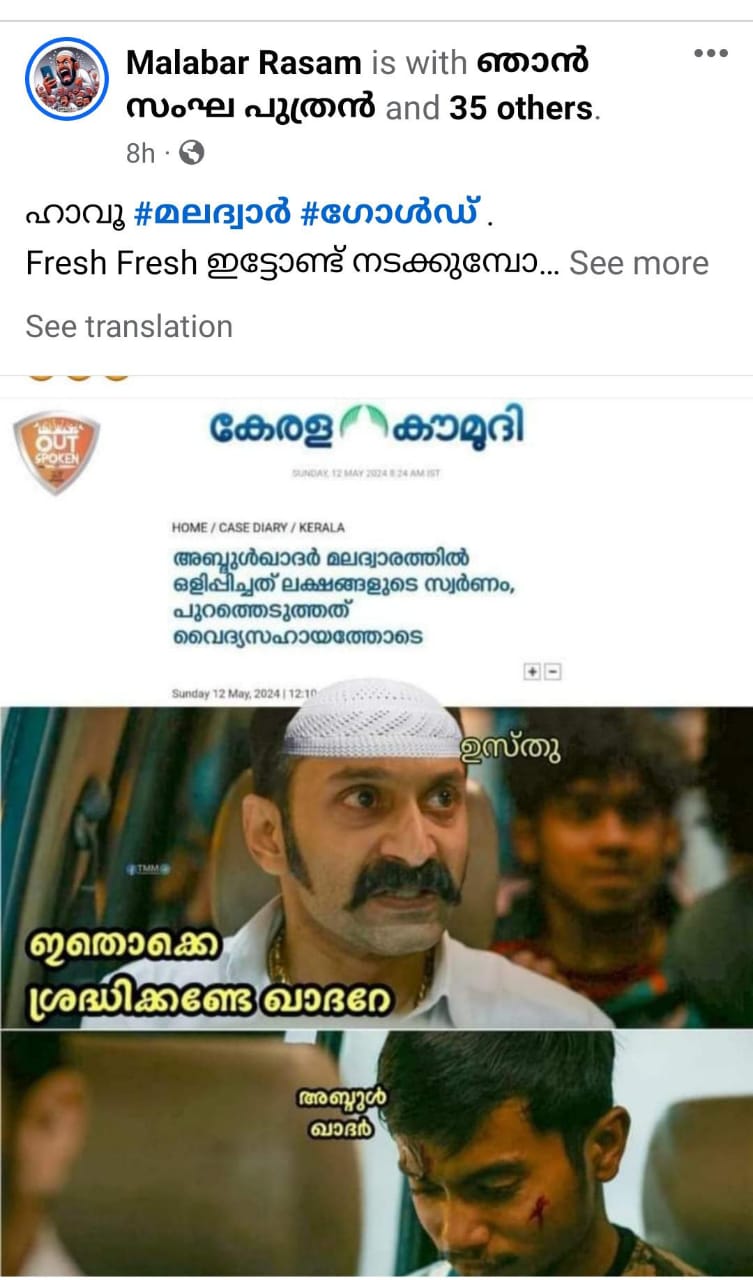 Malabar Rasam is with ഞാൻ
സംഘ പുത്രൻ and 35 others.
8h ·
ഹാവൂ #മലദ്വാർ #ഗോൾഡ് .
Fresh Fresh ഇട്ടോണ്ട് നടക്കുമ്പോ... See more
See translation
OUT
SPOKEN
കേരള കൗമുദി
SUNDAY, 12 MAY 2024 8:24 AM IST
HOME / CASE DIARY / KERALA
അബ്ദുൾഖാദർ മലദ്വാരത്തിൽ
ഒളിപ്പിച്ചത് ലക്ഷങ്ങളുടെ സ്വർണം,
പുറത്തെടുത്തത്
വൈദ്യസഹായത്തോടെ
+ −
Sunday 12 May, 2024 | 12:10
ഉസ്തു
TMM
ഇതൊക്കെ
ശ്രദ്ധിക്കണ്ടേ ഖാദറേ
അബ്ദുൾ
ഖാദർ